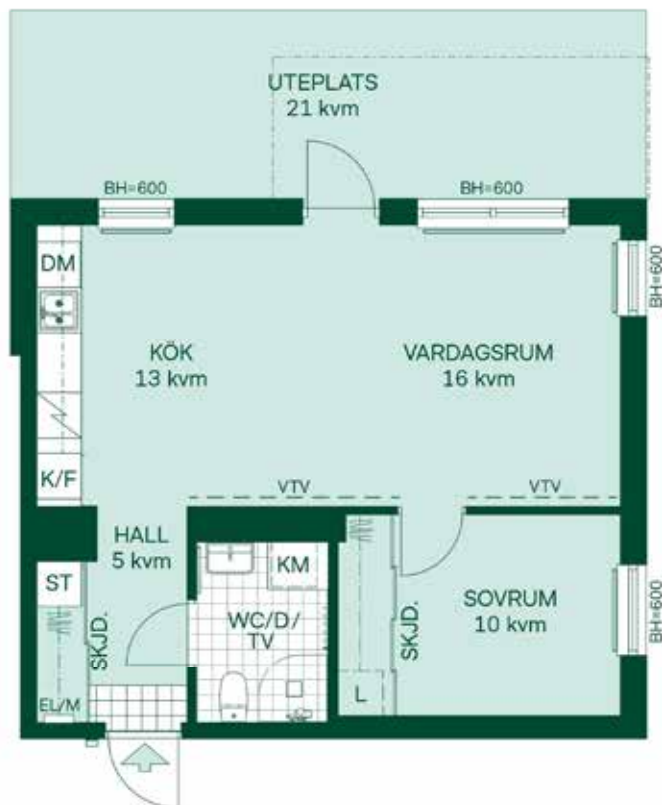 UTEPLATS
21 kvm
BH=600
BH=600
DM
BH=600
KÖK
13 kvm
VARDAGSRUM
16 kvm
K/F
VTV
VTV
HALL
5 kvm
KM
ST
SKJD.
WC/D/
TV
SKJD.
SOVRUM
10 kvm
BH=600
L
EL/M